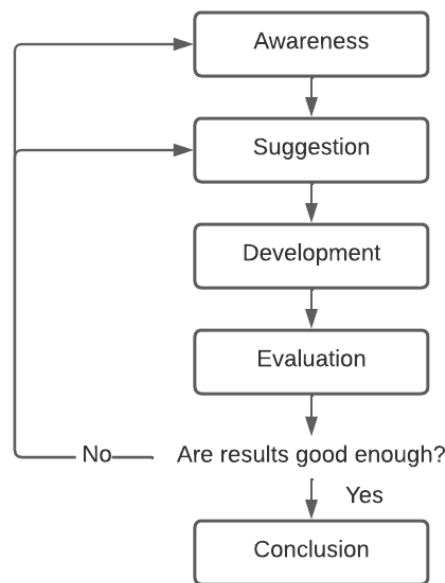 Awareness
Suggestion
Development
Evaluation
No
Are results good enough?
Yes
Conclusion